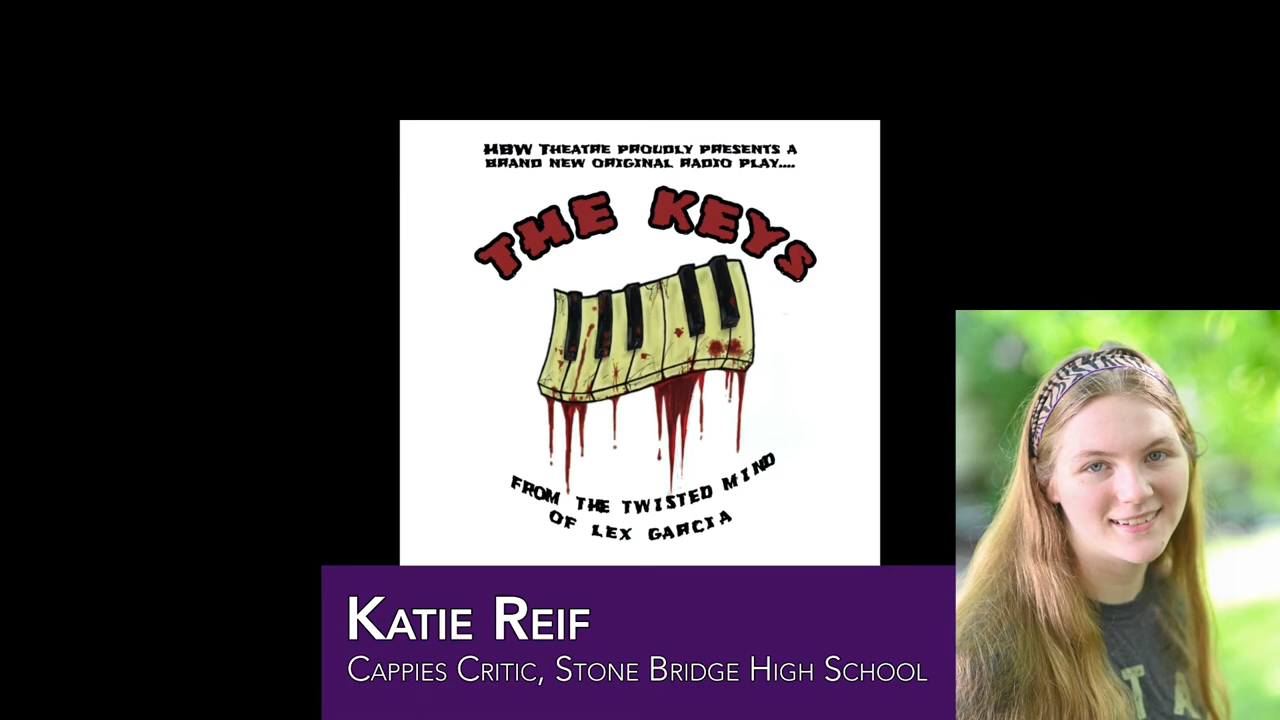 HBW THEATRE PROUDLY PRESENTS A
BRAND NEW ORIGINAL RADIO PLAY....
THE KEYS
FROM THE TWISTED MIND
OF LEX GARCIA
KATIE REIF
CAPPIES CRITIC, STONE BRIDGE HIGH SCHOOL